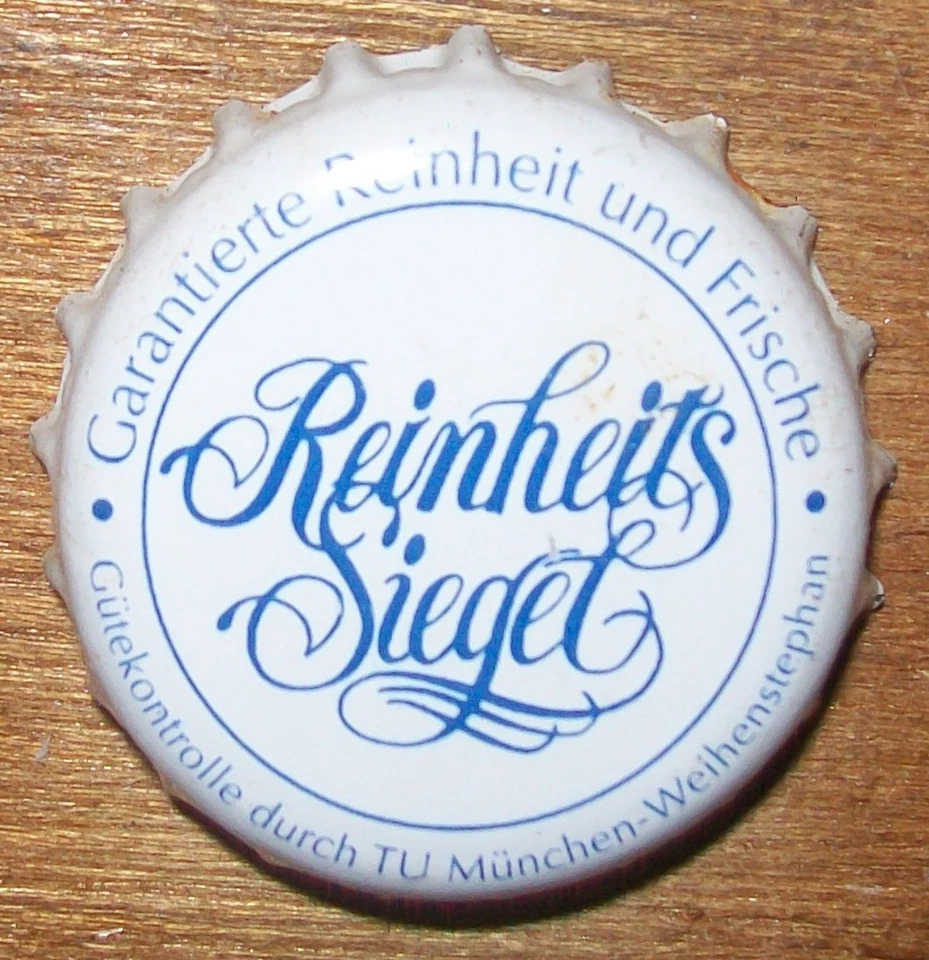 Garantierte Reinheit und Frische
Reinheits
Siegel
Gütekontrolle durch TU München-Weihenstephan